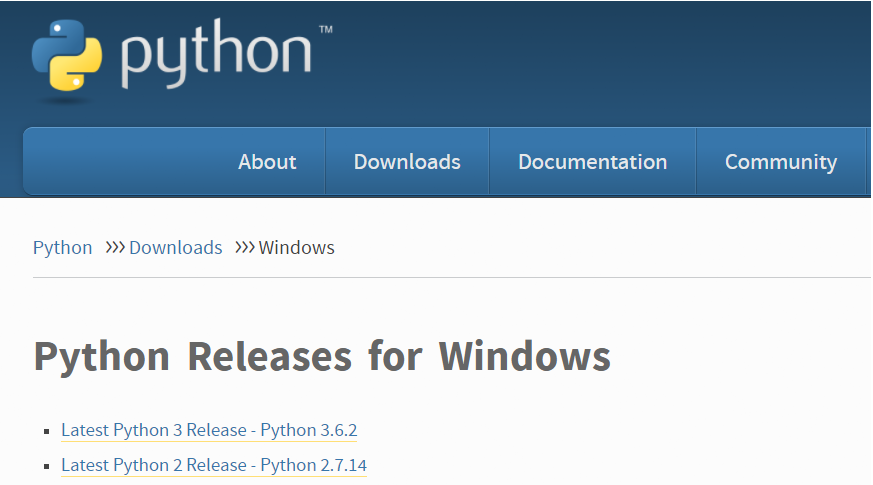 python™
About Downloads Documentation Community
Python >>> Downloads >>> Windows
Python Releases for Windows
Latest Python 3 Release - Python 3.6.2
Latest Python 2 Release - Python 2.7.14